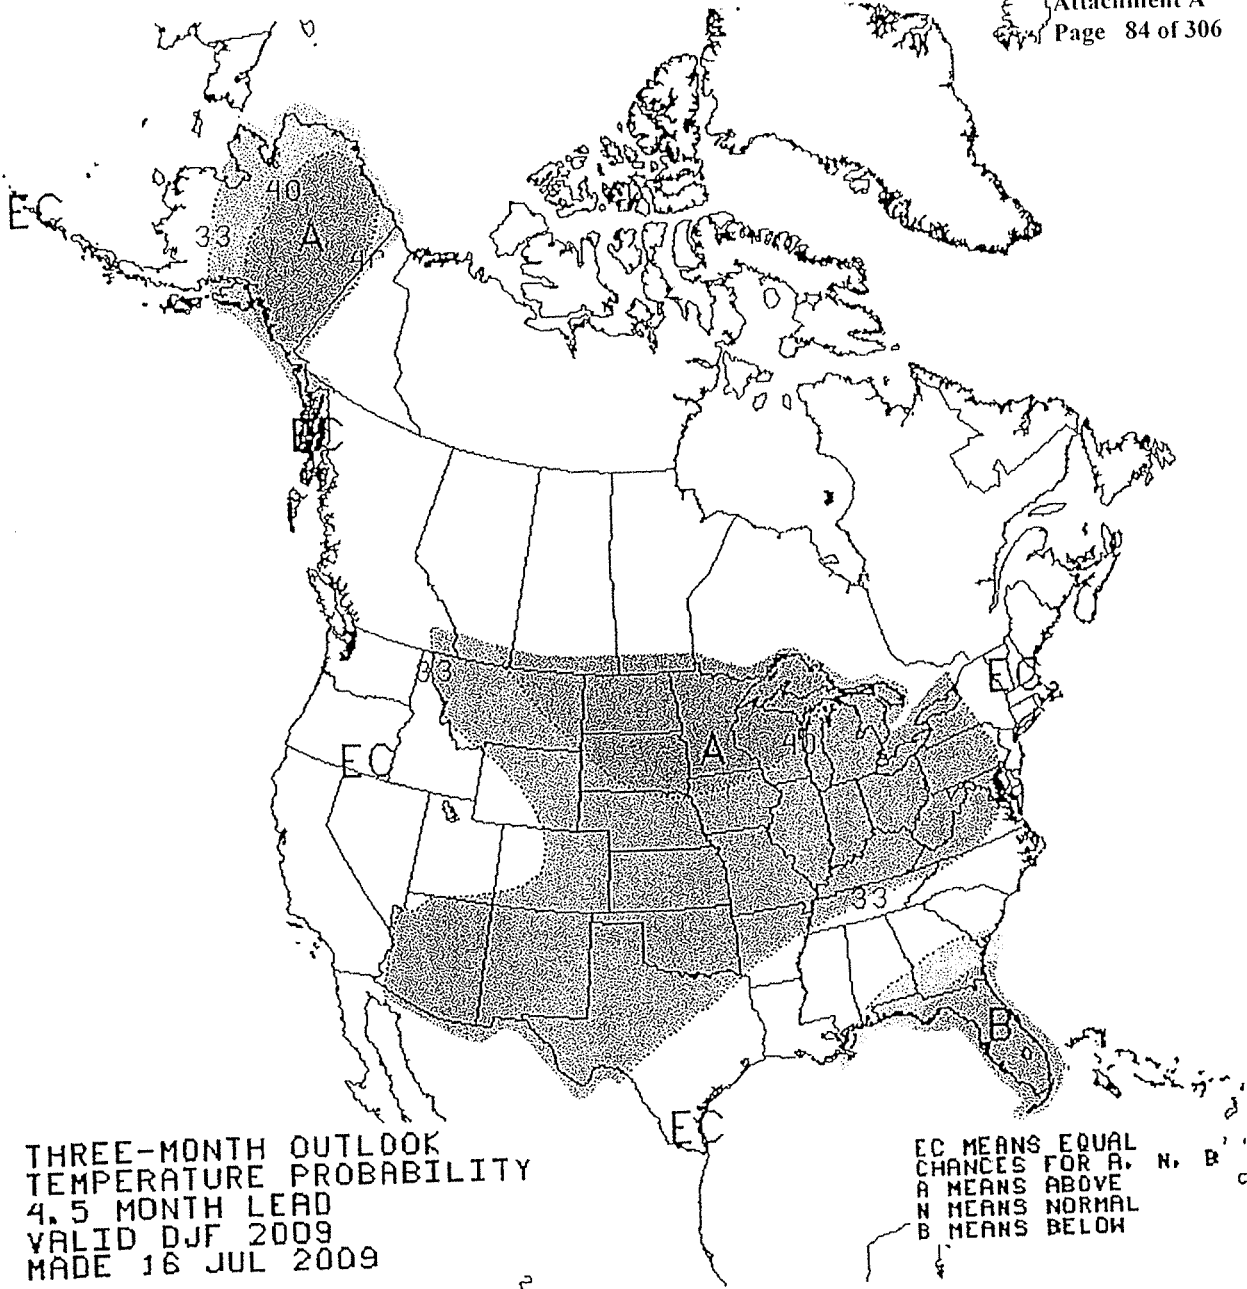 Attachment A
Page 84 of 306
40
EC
33
A
EC
33
EC
A
40
EC
33
B
EC
THREE-MONTH OUTLOOK
TEMPERATURE PROBABILITY
4.5 MONTH LEAD
VALID DJF 2009
MADE 16 JUL 2009
EC MEANS EQUAL
CHANCES FOR A, N, B
A MEANS ABOVE
N MEANS NORMAL
B MEANS BELOW